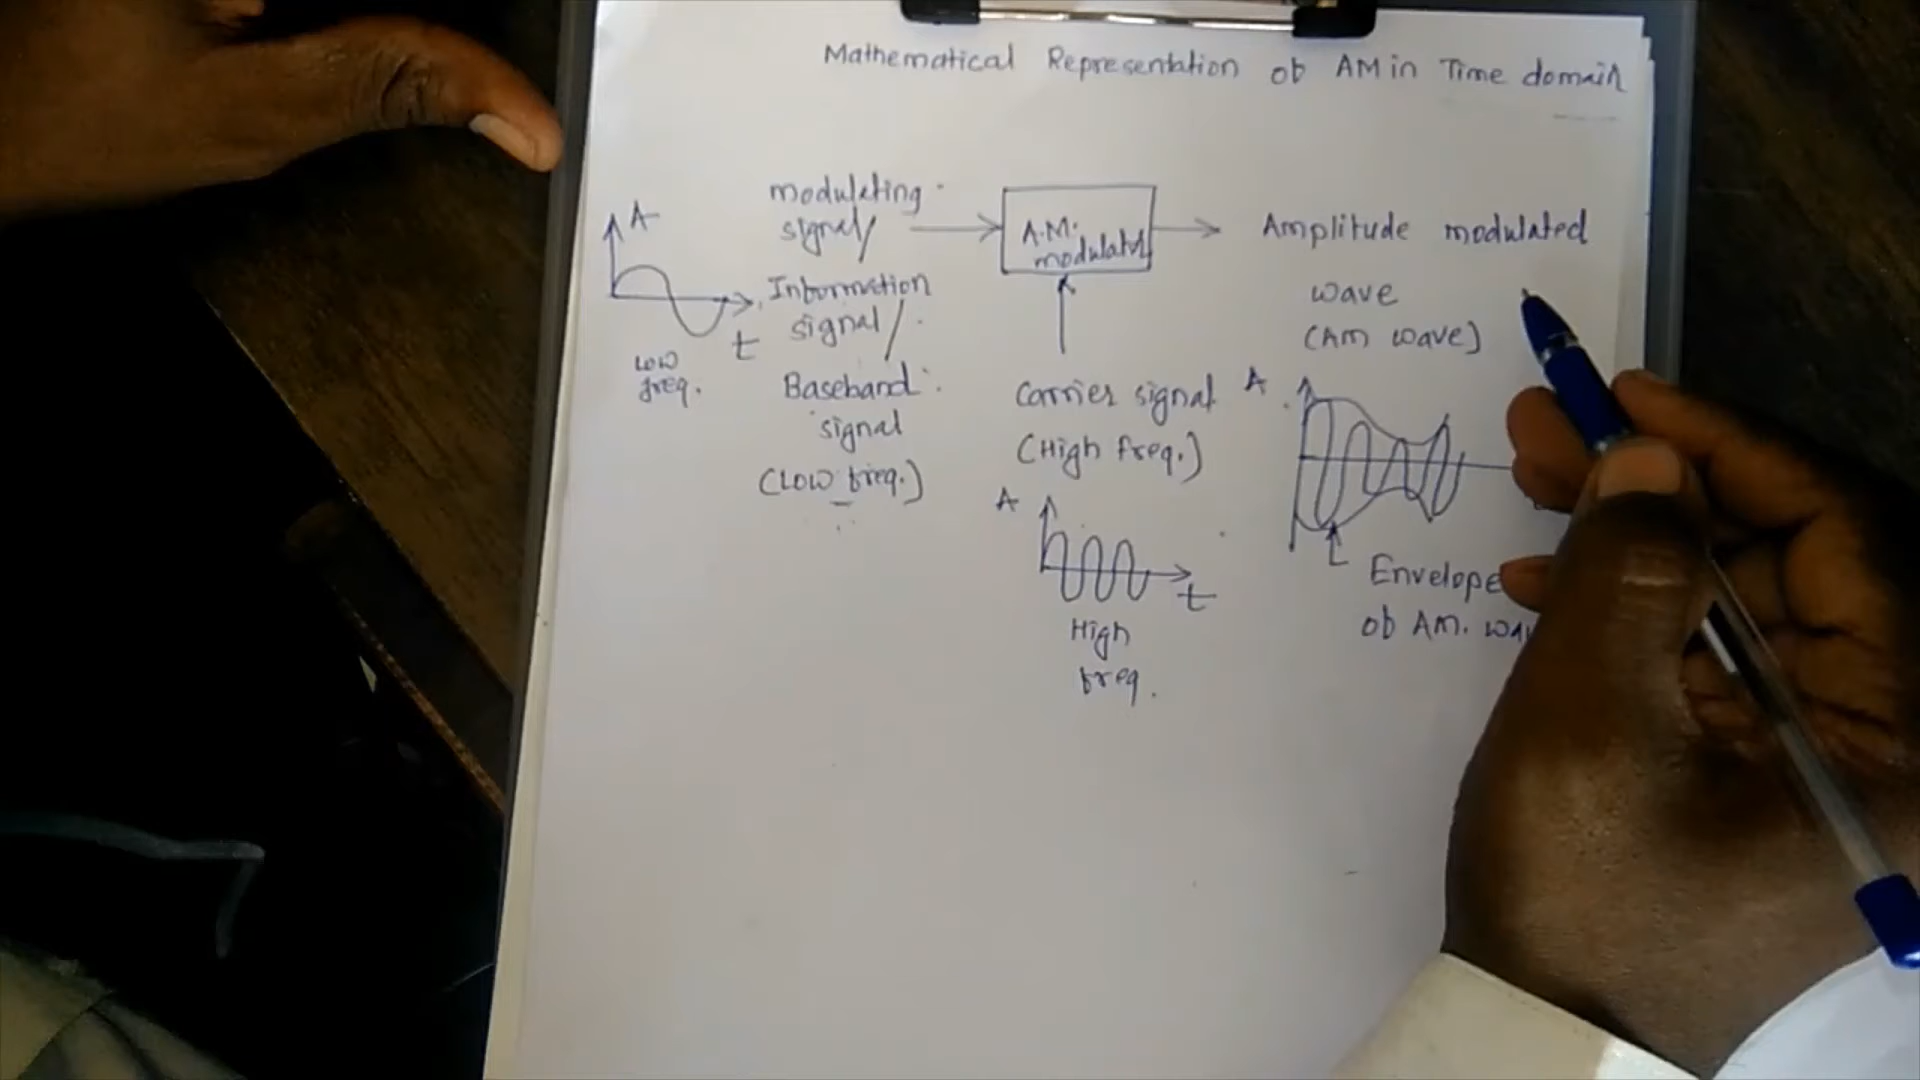 Mathematical Representation of AM in Time domain
A
t
Low
freq.
modulating
signal/
Information
signal/
Baseband
signal
(Low freq.)
A.M.
modulator
Carrier signal
(High freq.)
A
t
High
freq.
Amplitude modulated
wave
(AM wave)
A
Envelope
of AM.